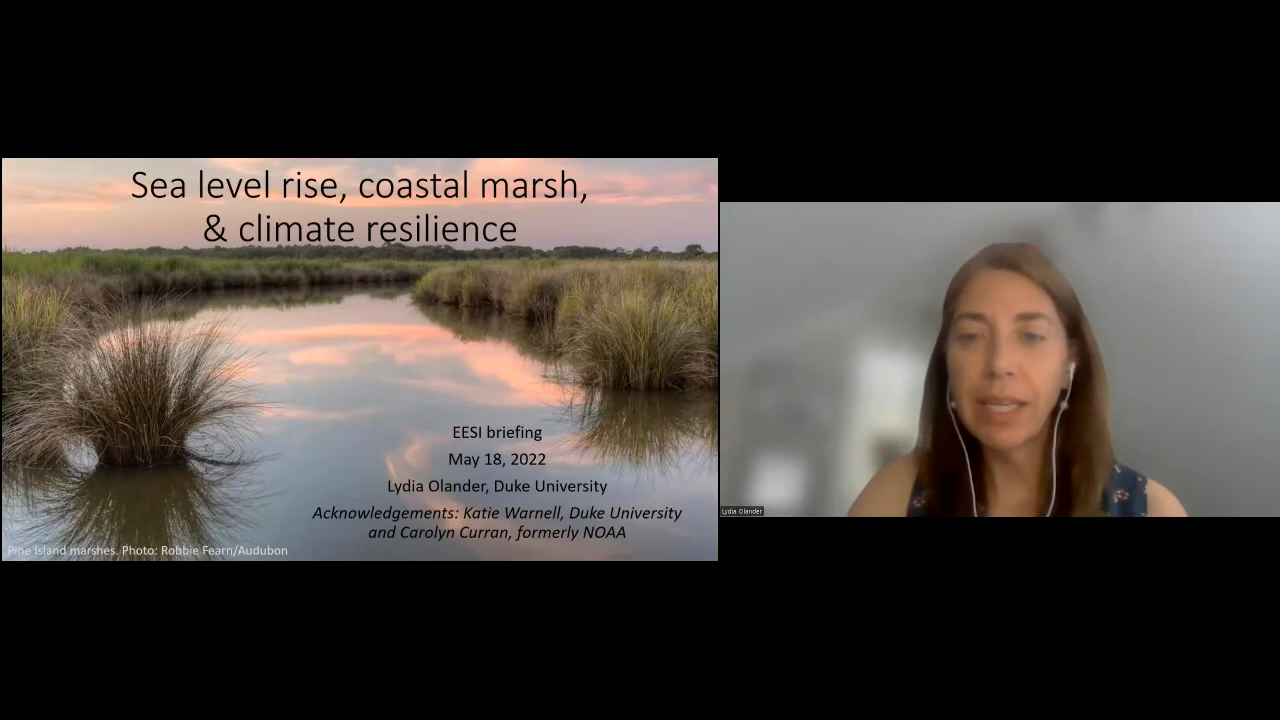 Sea level rise, coastal marsh,
& climate resilience
EESI briefing
May 18, 2022
Lydia Olander, Duke University
Acknowledgements: Katie Warnell, Duke University
and Carolyn Curran, formerly NOAA
Pine Island marshes. Photo: Robbie Fearn/Audubon
Lydia Olander